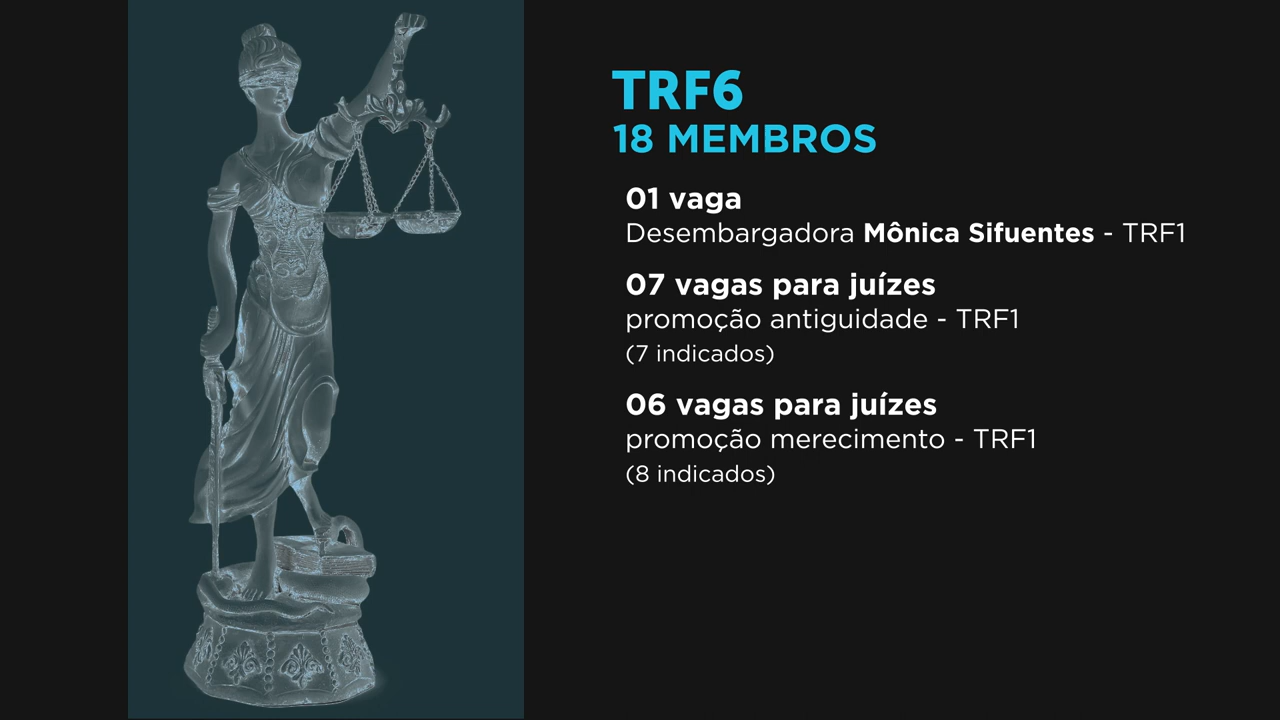 TRF6
18 MEMBROS
01 vaga
Desembargadora Mônica Sifuentes - TRF1
07 vagas para juízes
promoção antiguidade - TRF1
(7 indicados)
06 vagas para juízes
promoção merecimento - TRF1
(8 indicados)